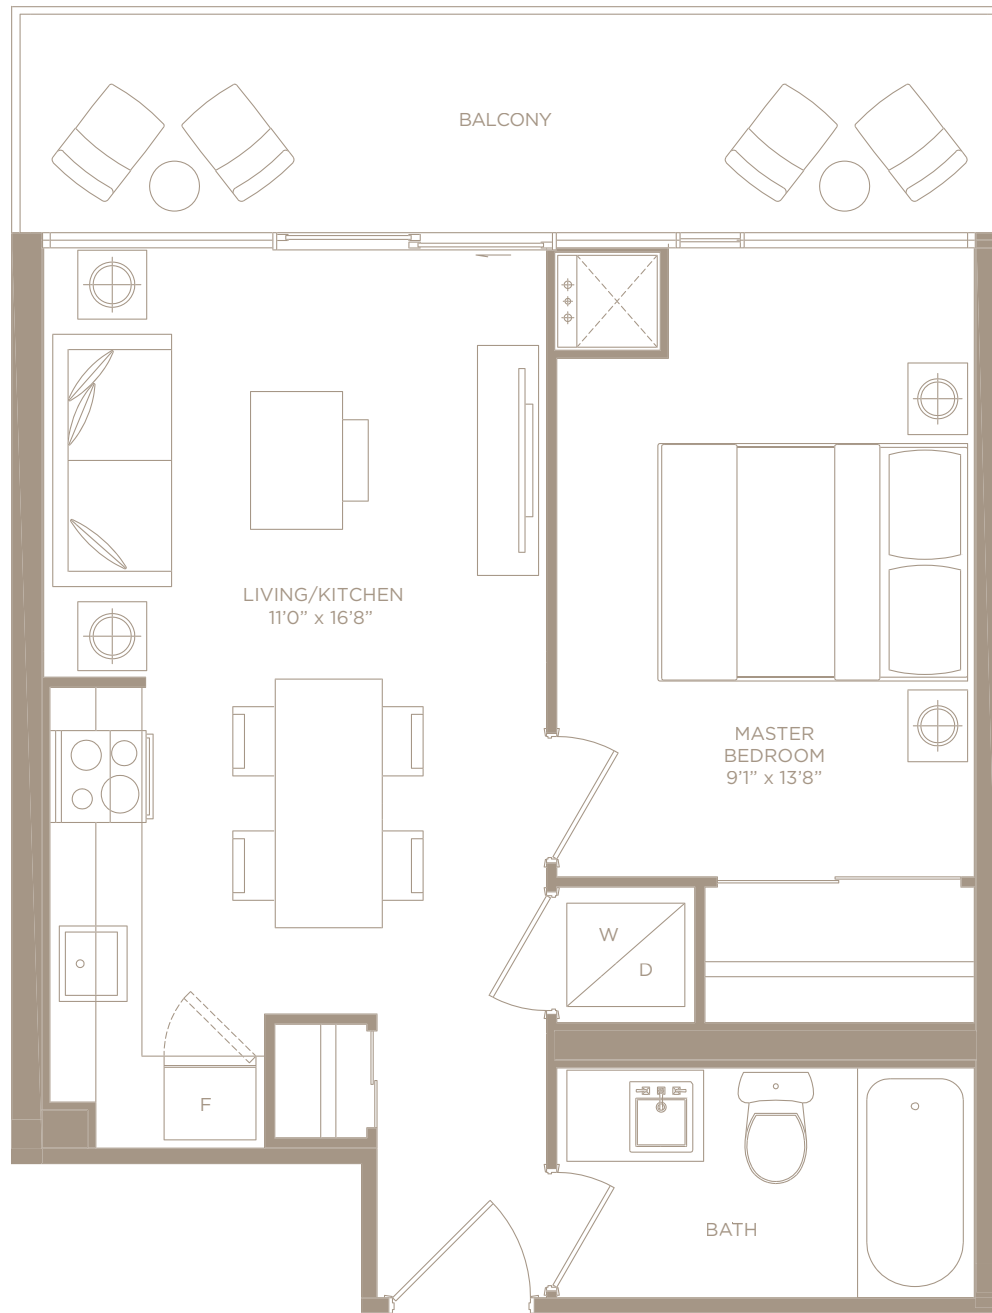 BALCONY
LIVING/KITCHEN
11’0” x 16’8”
MASTER
BEDROOM
9’1” x 13’8”
W
D
F
BATH